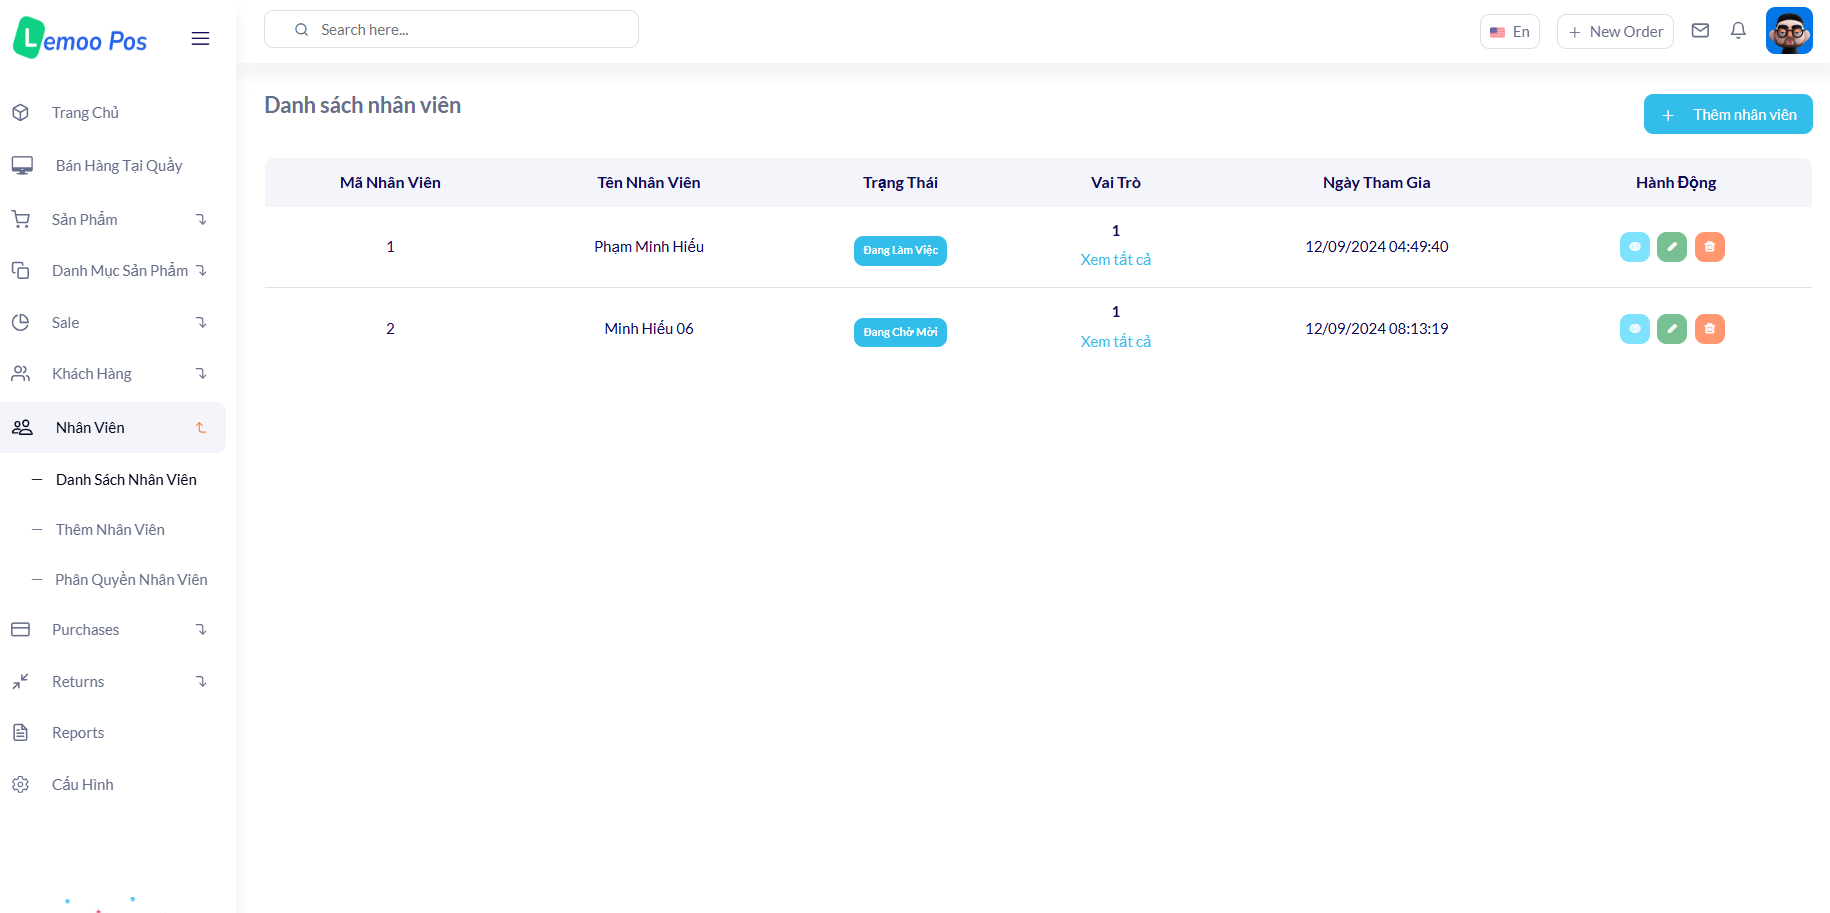 Lemoo Pos
Search here...
En
New Order
Trang Chủ
Bán Hàng Tại Quầy
Sản Phẩm
Danh Mục Sản Phẩm
Sale
Khách Hàng
Nhân Viên
Danh Sách Nhân Viên
Thêm Nhân Viên
Phân Quyền Nhân Viên
Purchases
Returns
Reports
Cấu Hình
Danh sách nhân viên
Thêm nhân viên
Mã Nhân Viên Tên Nhân Viên Trạng Thái Vai Trò Ngày Tham Gia Hành Động
1 Phạm Minh Hiếu Đang Làm Việc 1 Xem tất cả 12/09/2024 04:49:40
2 Minh Hiếu 06 Đang Chờ Mời 1 Xem tất cả 12/09/2024 08:13:19